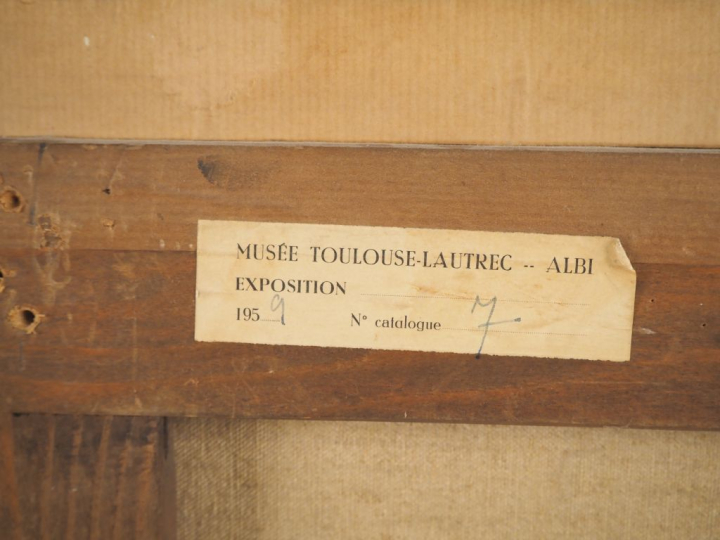 MUSÉE TOULOUSE-LAUTREC -- ALBI
EXPOSITION
1959 N° catalogue 7